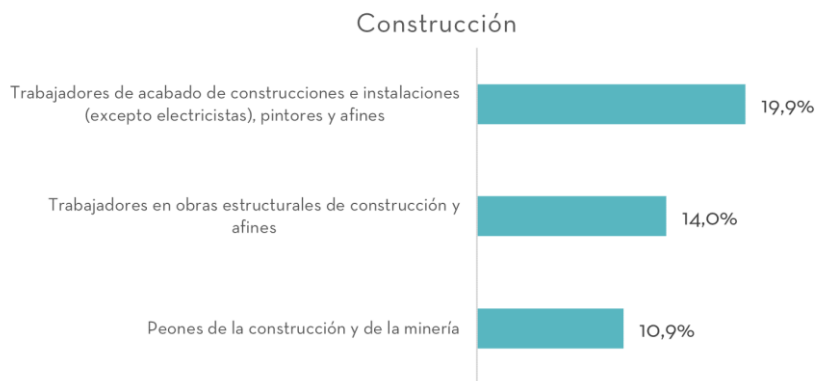 Construcción
Trabajadores de acabado de construcciones e instalaciones
(excepto electricistas), pintores y afines
19,9%
Trabajadores en obras estructurales de construcción y
afines
14,0%
Peones de la construcción y de la minería
10,9%